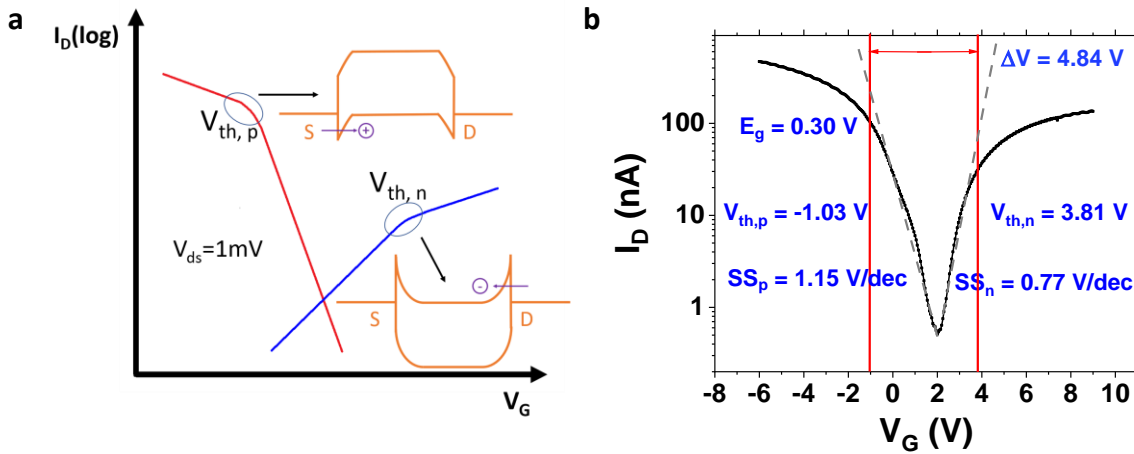 a
I_D(log)
V_th, p
S
⊕
D
V_th, n
V_ds=1mV
⊖
S
D
V_G
b
ΔV = 4.84 V
E_g = 0.30 V
V_th,p = -1.03 V
V_th,n = 3.81 V
SS_p = 1.15 V/dec
SS_n = 0.77 V/dec
I_D (nA)
100
10
1
-8 -6 -4 -2 0 2 4 6 8 10
V_G (V)